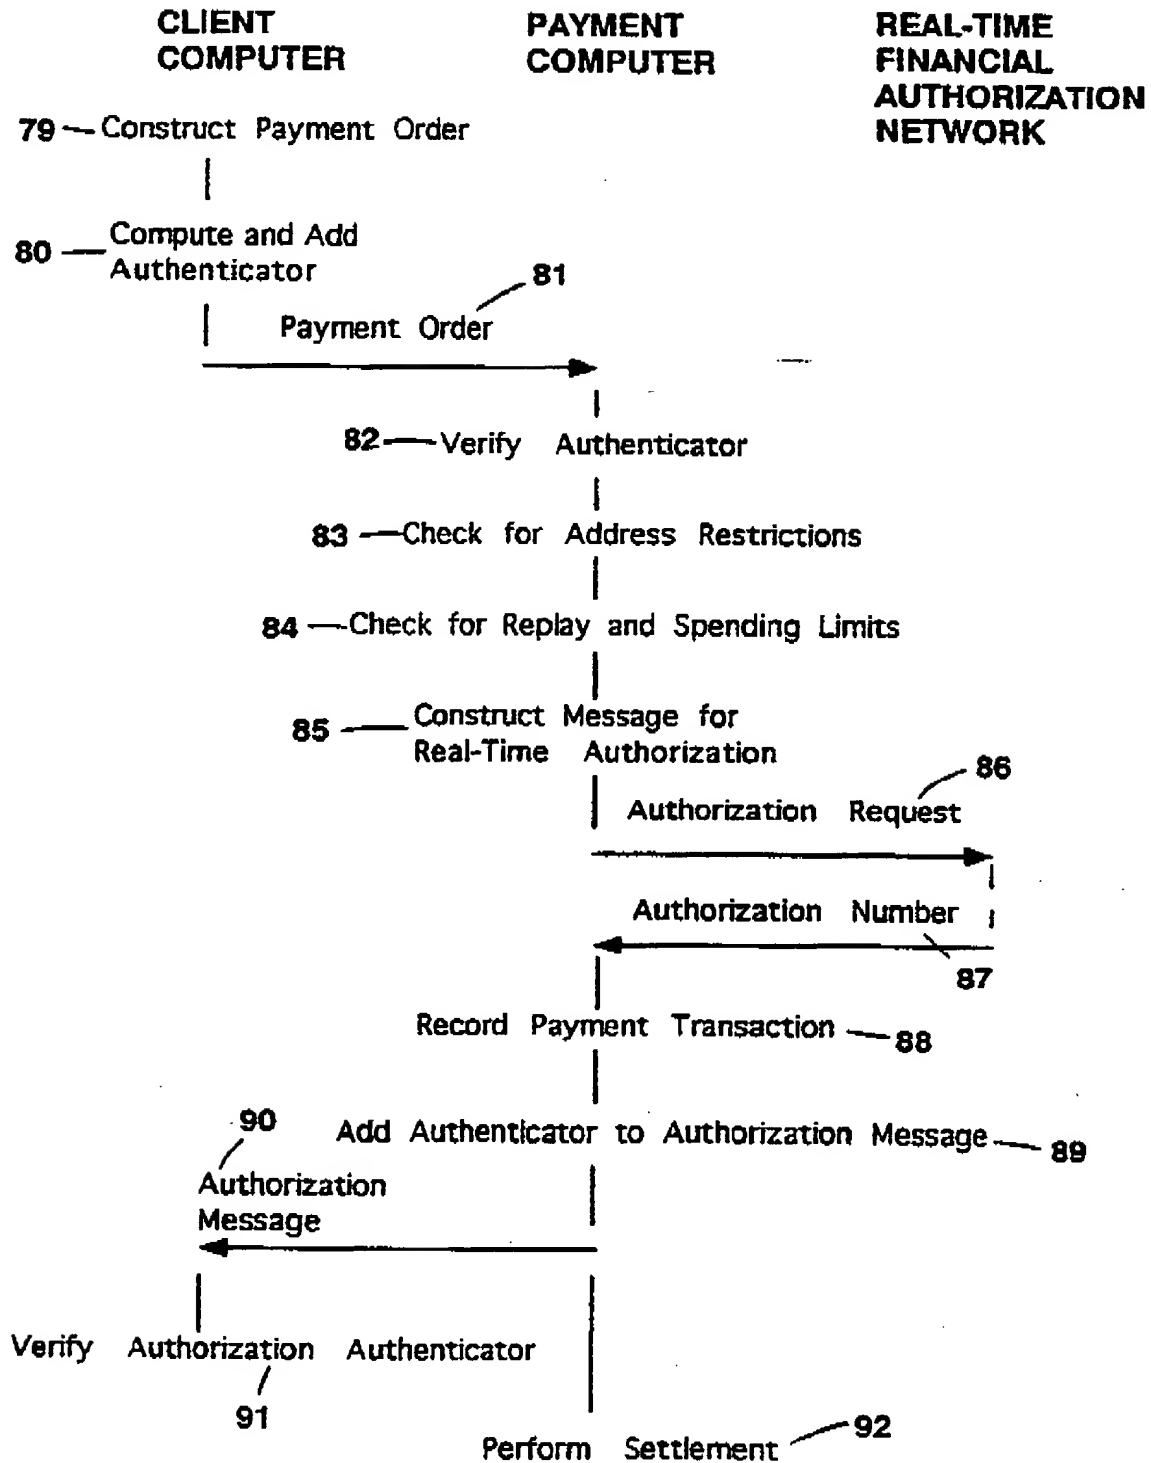 CLIENT
COMPUTER
PAYMENT
COMPUTER
REAL-TIME
FINANCIAL
AUTHORIZATION
NETWORK
79 Construct Payment Order
80 Compute and Add
Authenticator
81
Payment Order
82 Verify Authenticator
83 Check for Address Restrictions
84 Check for Replay and Spending Limits
85 Construct Message for
Real-Time Authorization
86
Authorization Request
Authorization Number
87
Record Payment Transaction 88
Add Authenticator to Authorization Message 89
90
Authorization
Message
Verify Authorization Authenticator
91
Perform Settlement 92